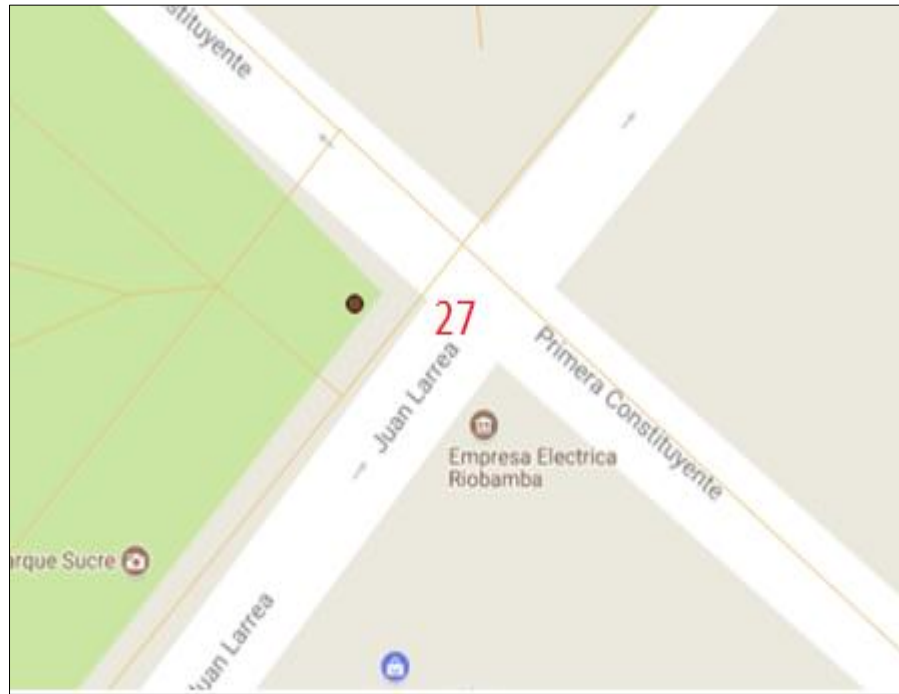 stituyente
27
Juan Larrea
Primera Constituyente
Empresa Electrica
Riobamba
arque Sucre
Juan Larrea